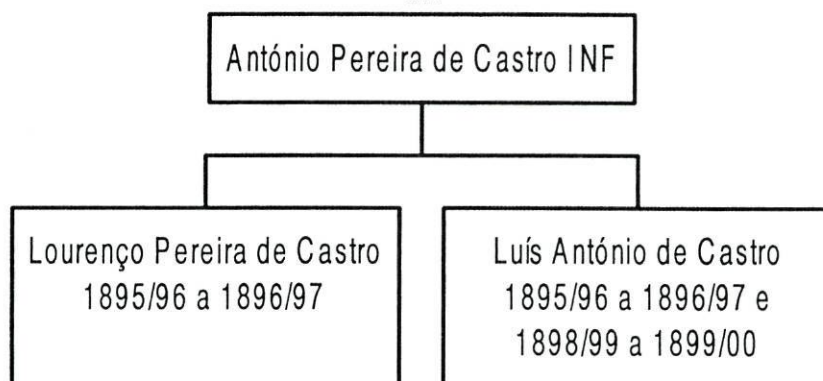 António Pereira de Castro INF
Lourenço Pereira de Castro
1895/96 a 1896/97
Luís António de Castro
1895/96 a 1896/97 e
1898/99 a 1899/00